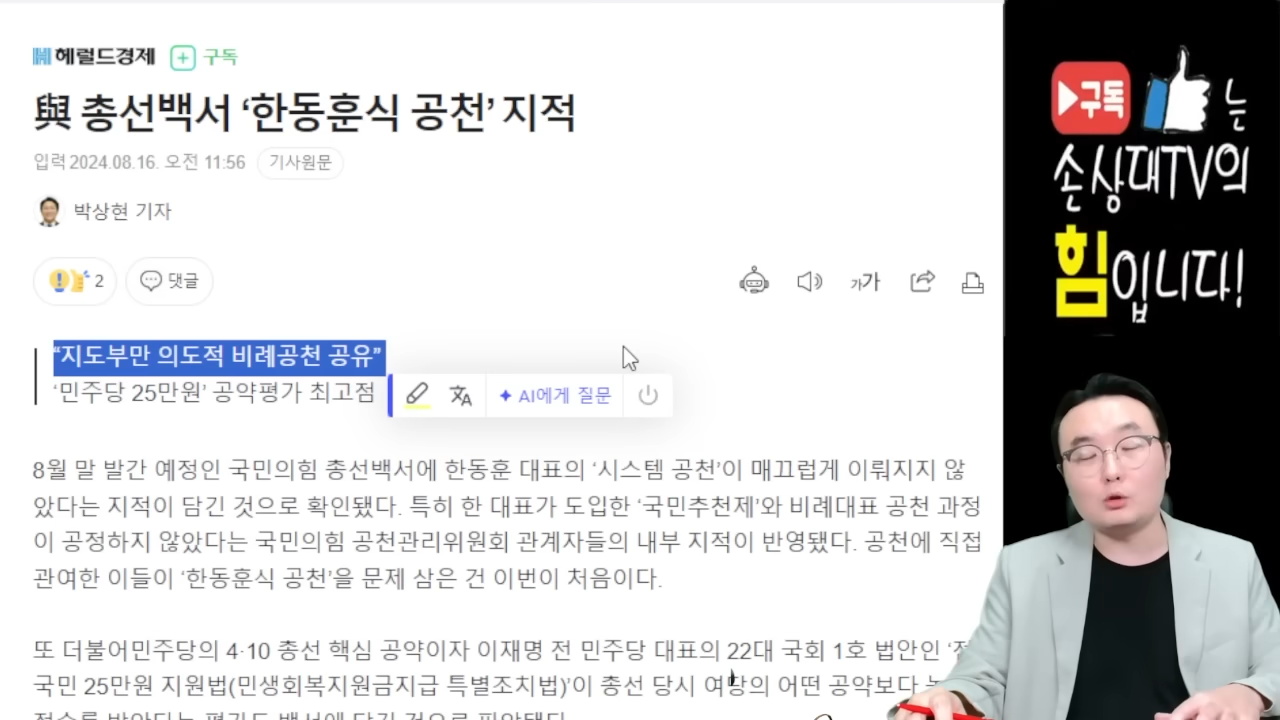 헤럴드경제 구독
與 총선백서 ‘한동훈식 공천’ 지적
입력 2024.08.16. 오전 11:56 기사원문
박상현 기자
2 댓글
가가
“지도부만 의도적 비례공천 공유”
‘민주당 25만원’ 공약평가 최고점
AI에게 질문
8월 말 발간 예정인 국민의힘 총선백서에 한동훈 대표의 ‘시스템 공천’이 매끄럽게 이뤄지지 않
았다는 지적이 담긴 것으로 확인됐다. 특히 한 대표가 도입한 ‘국민추천제’와 비례대표 공천 과정
이 공정하지 않았다는 국민의힘 공천관리위원회 관계자들의 내부 지적이 반영됐다. 공천에 직접
관여한 이들이 ‘한동훈식 공천’을 문제 삼은 건 이번이 처음이다.
또 더불어민주당의 4·10 총선 핵심 공약이자 이재명 전 민주당 대표의 22대 국회 1호 법안인
국민 25만원 지원법(민생회복지원금지급 특별조치법)’이 총선 당시 여당의 어떤 공약보다
구독 는
손상대TV의
힘입니다!